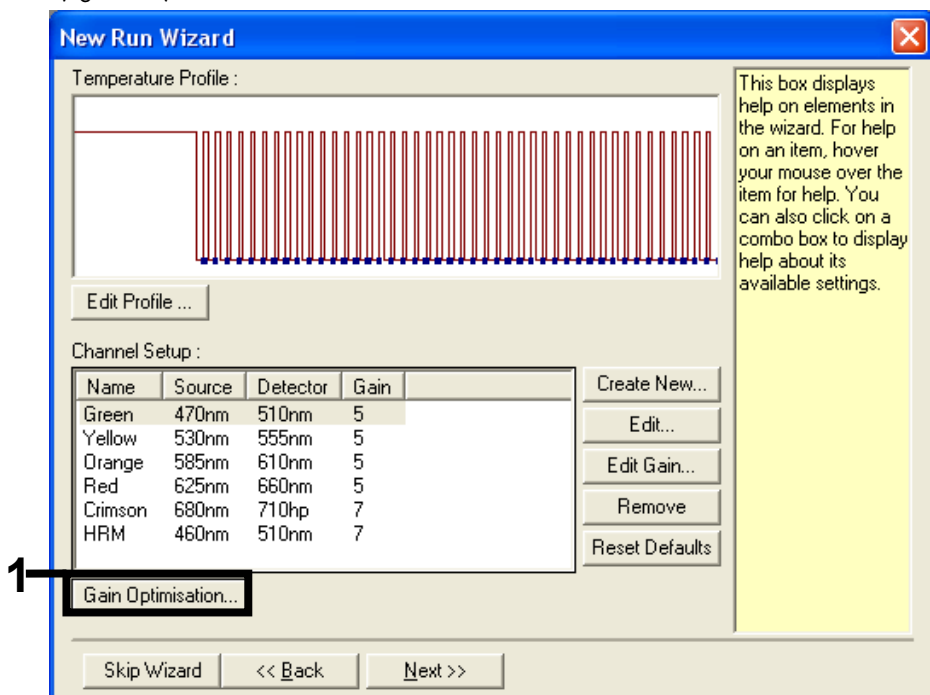 New Run Wizard
Temperature Profile :
This box displays
help on elements in
the wizard. For help
on an item, hover
your mouse over the
item for help. You
can also click on a
combo box to display
help about its
available settings.
Edit Profile ...
Channel Setup :
Name Source Detector Gain
Green 470nm 510nm 5
Yellow 530nm 555nm 5
Orange 585nm 610nm 5
Red 625nm 660nm 5
Crimson 680nm 710hp 7
HRM 460nm 510nm 7
Create New...
Edit...
Edit Gain...
Remove
Reset Defaults
1
Gain Optimisation...
Skip Wizard
<< Back
Next >>